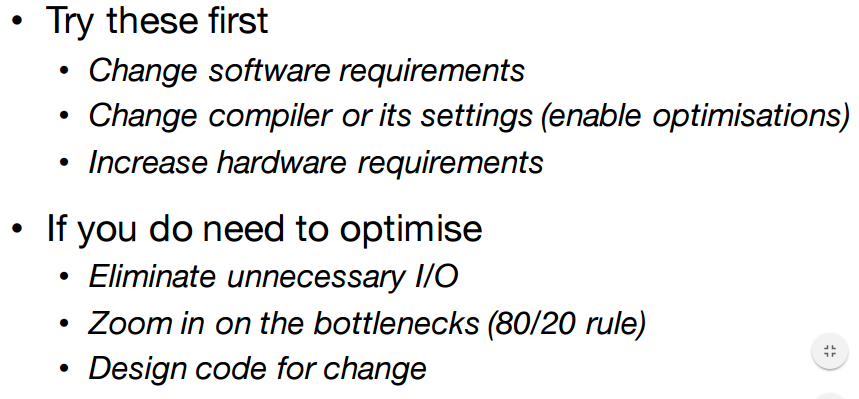 • Try these first
• Change software requirements
• Change compiler or its settings (enable optimisations)
• Increase hardware requirements
• If you do need to optimise
• Eliminate unnecessary I/O
• Zoom in on the bottlenecks (80/20 rule)
• Design code for change